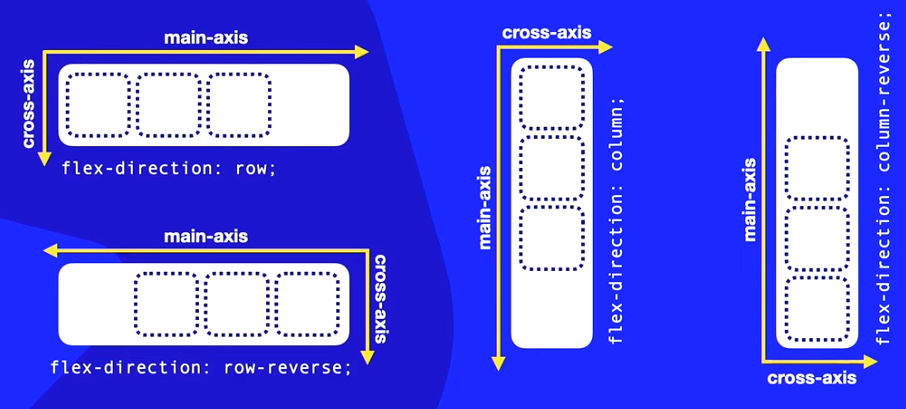 main-axis
cross-axis
flex-direction: row;
main-axis
cross-axis
flex-direction: row-reverse;
cross-axis
main-axis
flex-direction: column;
main-axis
cross-axis
flex-direction: column-reverse;